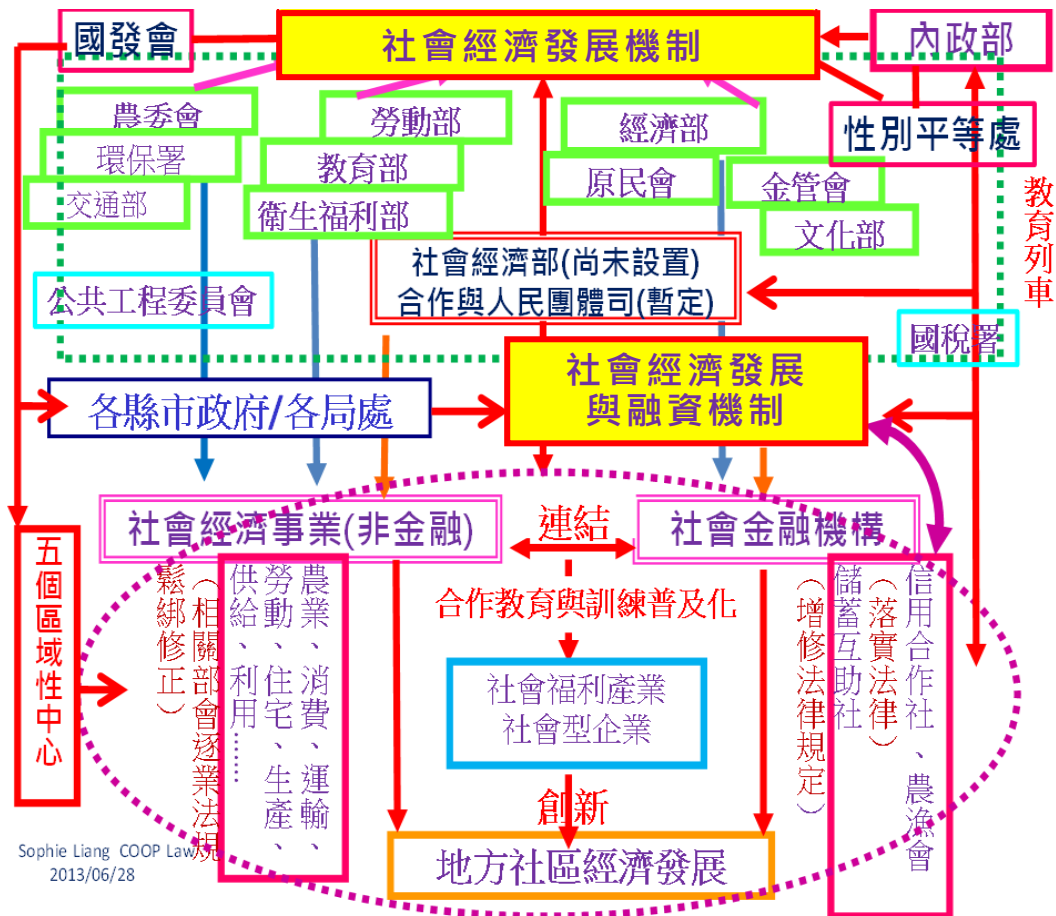 國發會
社會經濟發展機制
內政部
農委會
勞動部
經濟部
性別平等處
環保署
教育部
原民會
金管會
交通部
衛生福利部
文化部
教育列車
社會經濟部(尚未設置)
合作與人民團體司(暫定)
公共工程委員會
國稅署
社會經濟發展
與融資機制
各縣市政府/各局處
社會經濟事業(非金融)
連結
社會金融機構
五個區域性中心
農業、消費、運輸、
勞動、住宅、生產、
供給、利用……
(相關部會逐業法規
鬆綁修正)
合作教育與訓練普及化
社會福利產業
社會型企業
信用合作社、農漁會
(落實法律)
儲蓄互助社
(增修法律規定)
創新
地方社區經濟發展
Sophie Liang COOP Law
2013/06/28